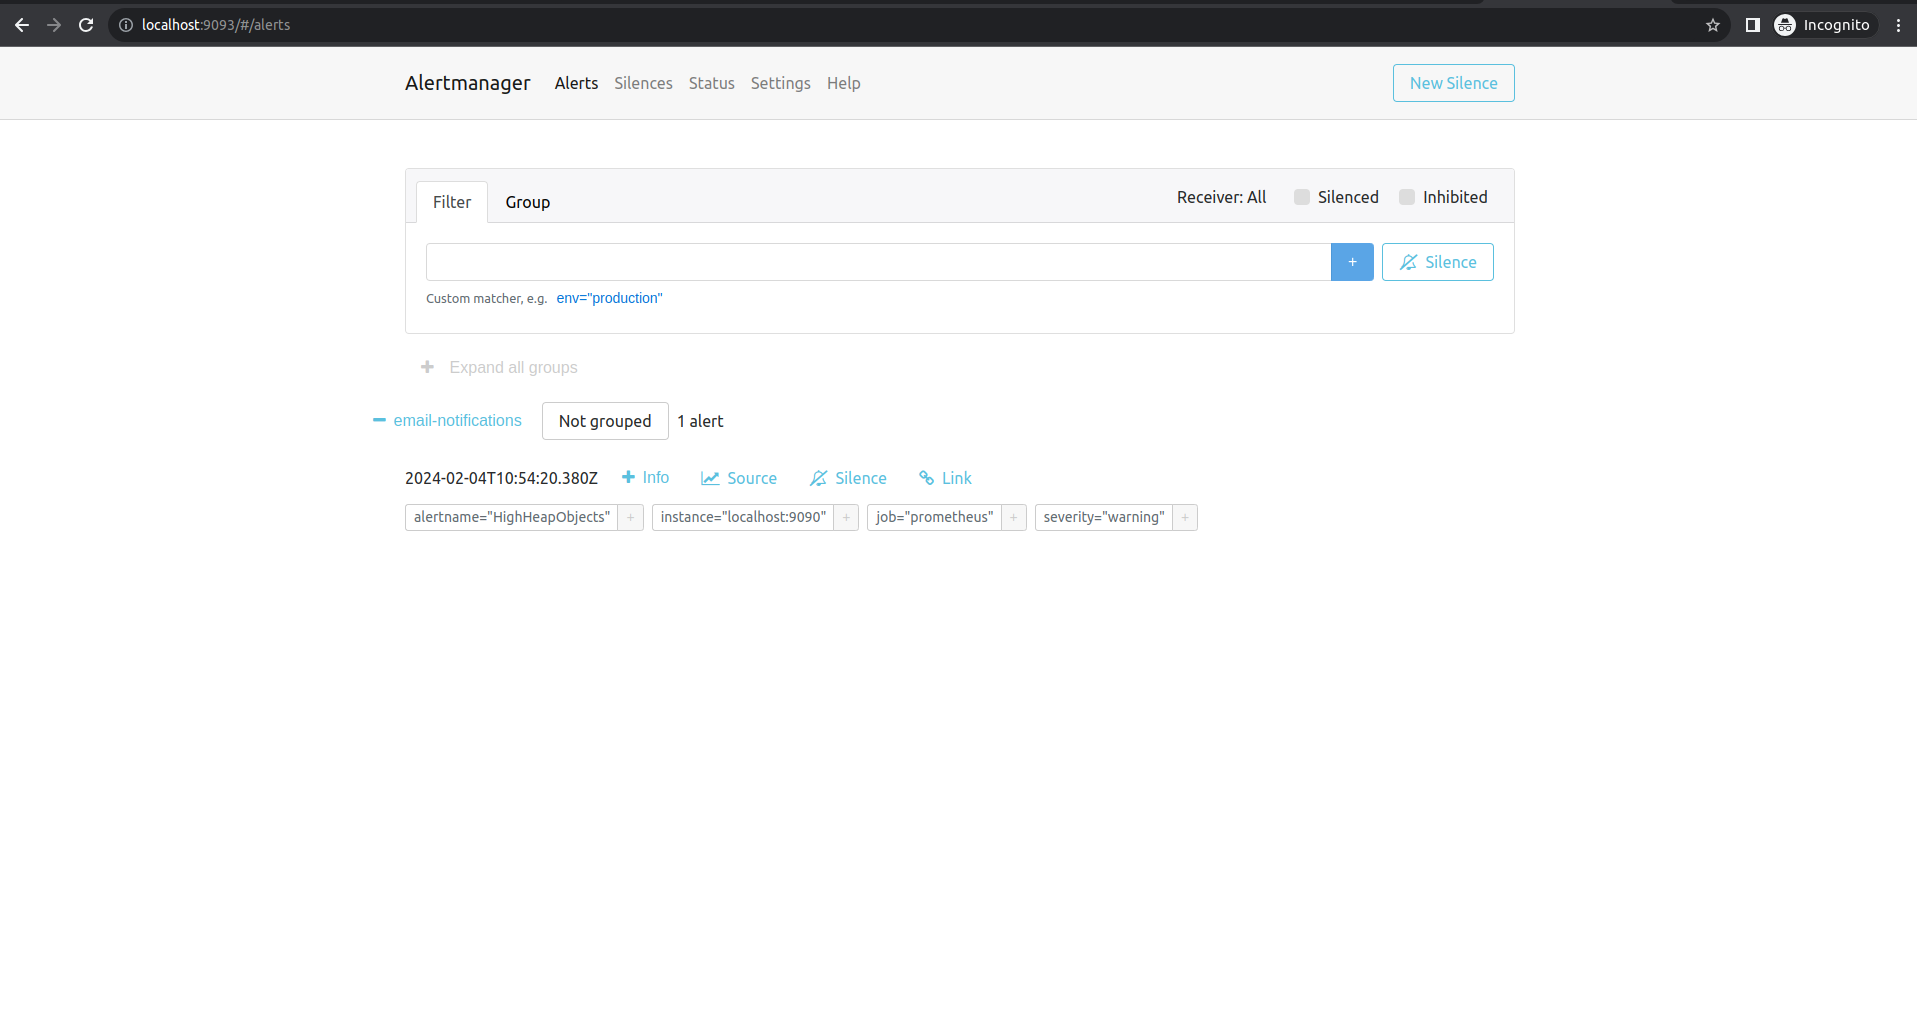 localhost:9093/#/alerts Incognito
Alertmanager Alerts Silences Status Settings Help New Silence
Filter Group Receiver: All Silenced Inhibited
+ Silence
Custom matcher, e.g. env="production"
+ Expand all groups
email-notifications Not grouped 1 alert
2024-02-04T10:54:20.380Z + Info Source Silence Link
alertname="HighHeapObjects" + instance="localhost:9090" + job="prometheus" + severity="warning" +